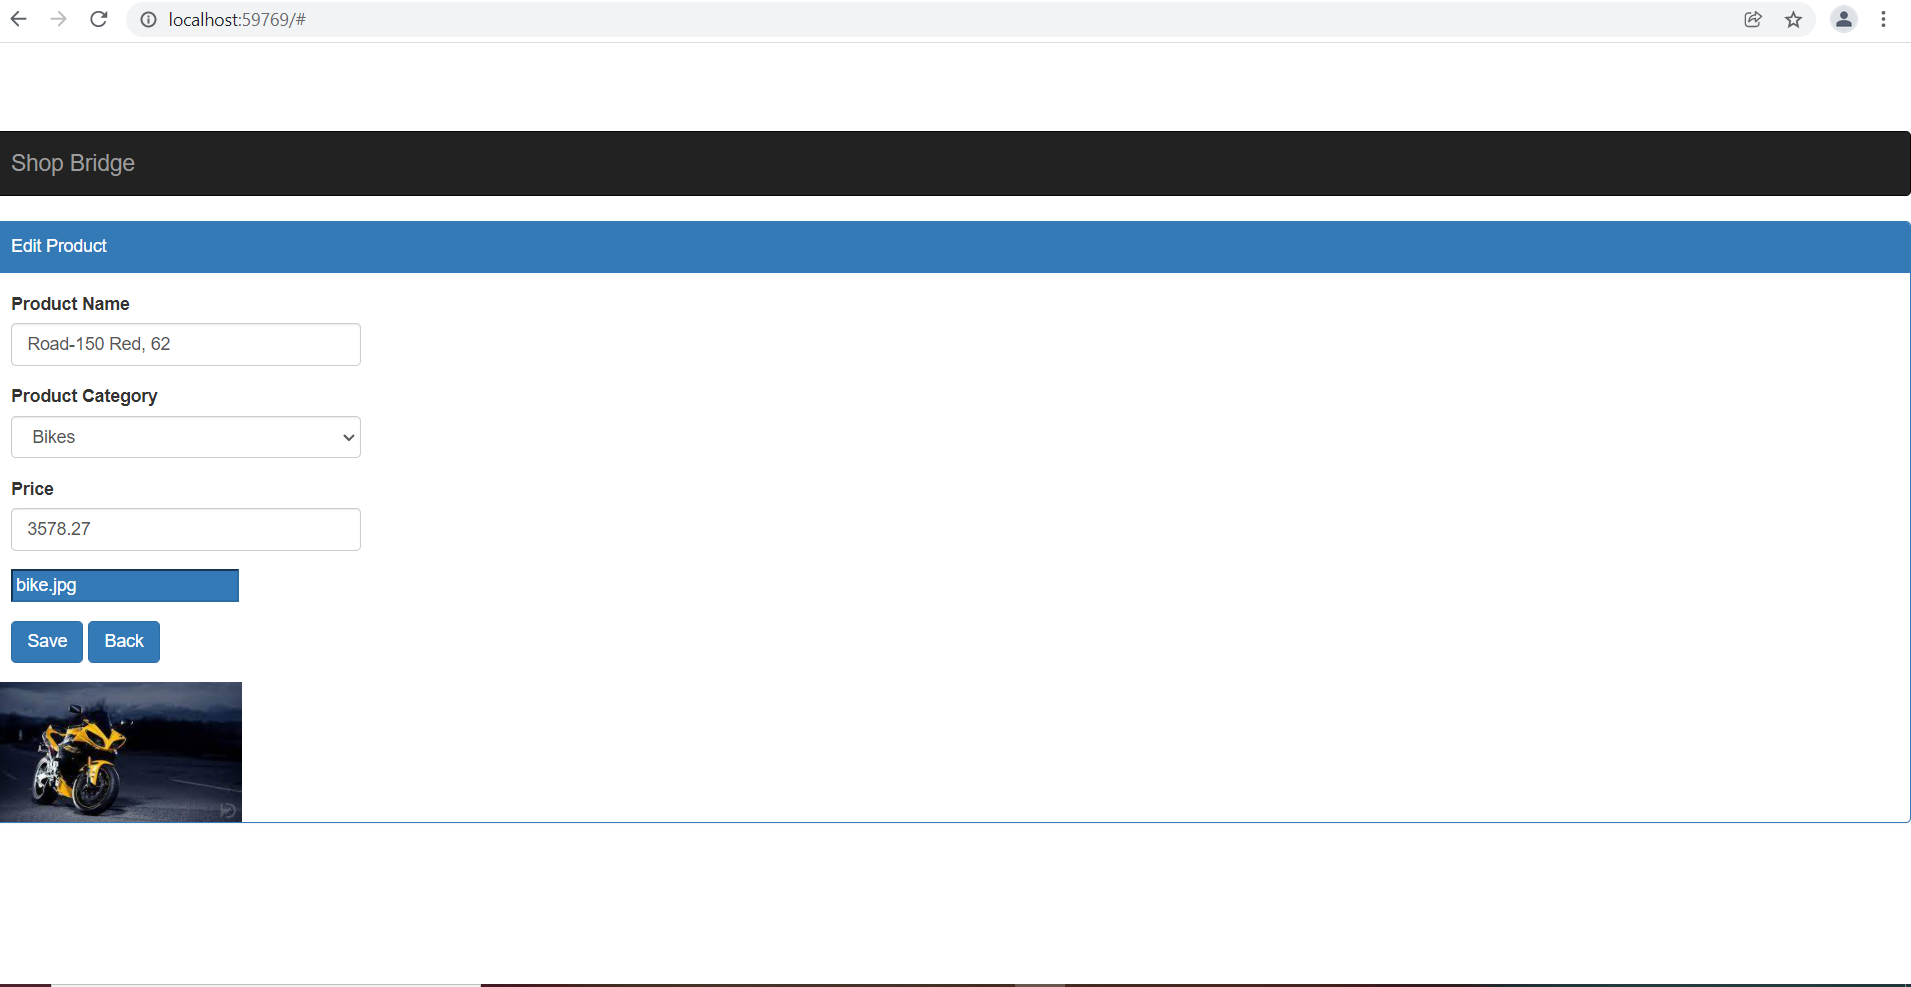 localhost:59769/#
Shop Bridge
Edit Product
Product Name
Road-150 Red, 62
Product Category
Bikes
Price
3578.27
bike.jpg
Save Back